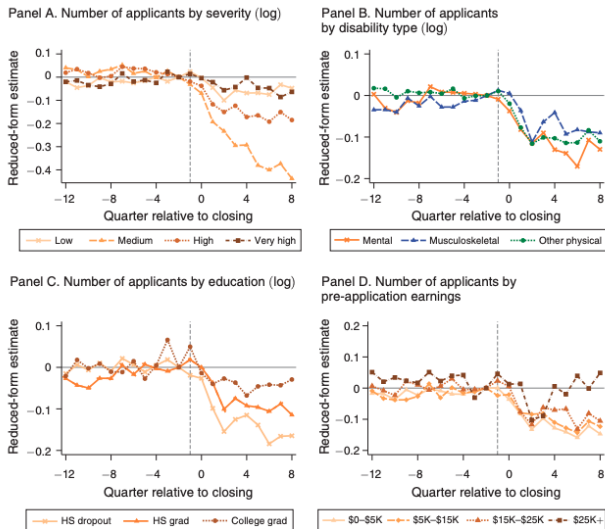 Panel A. Number of applicants by severity (log)
0.1
0
−0.1
−0.2
−0.3
−0.4
Reduced-form estimate
−12 −8 −4 0 4 8
Quarter relative to closing
Low Medium High Very high
Panel B. Number of applicants
by disability type (log)
0.1
0
−0.1
−0.2
Reduced-form estimate
−12 −8 −4 0 4 8
Quarter relative to closing
Mental Musculoskeletal Other physical
Panel C. Number of applicants by education (log)
0.1
0
−0.1
−0.2
Reduced-form estimate
−12 −8 −4 0 4 8
Quarter relative to closing
HS dropout HS grad College grad
Panel D. Number of applicants by
pre-application earnings
0.2
0.1
0
−0.1
−0.2
Reduced-form estimate
−12 −8 −4 0 4 8
Quarter relative to closing
$0–$5K $5K–$15K $15K–$25K $25K+